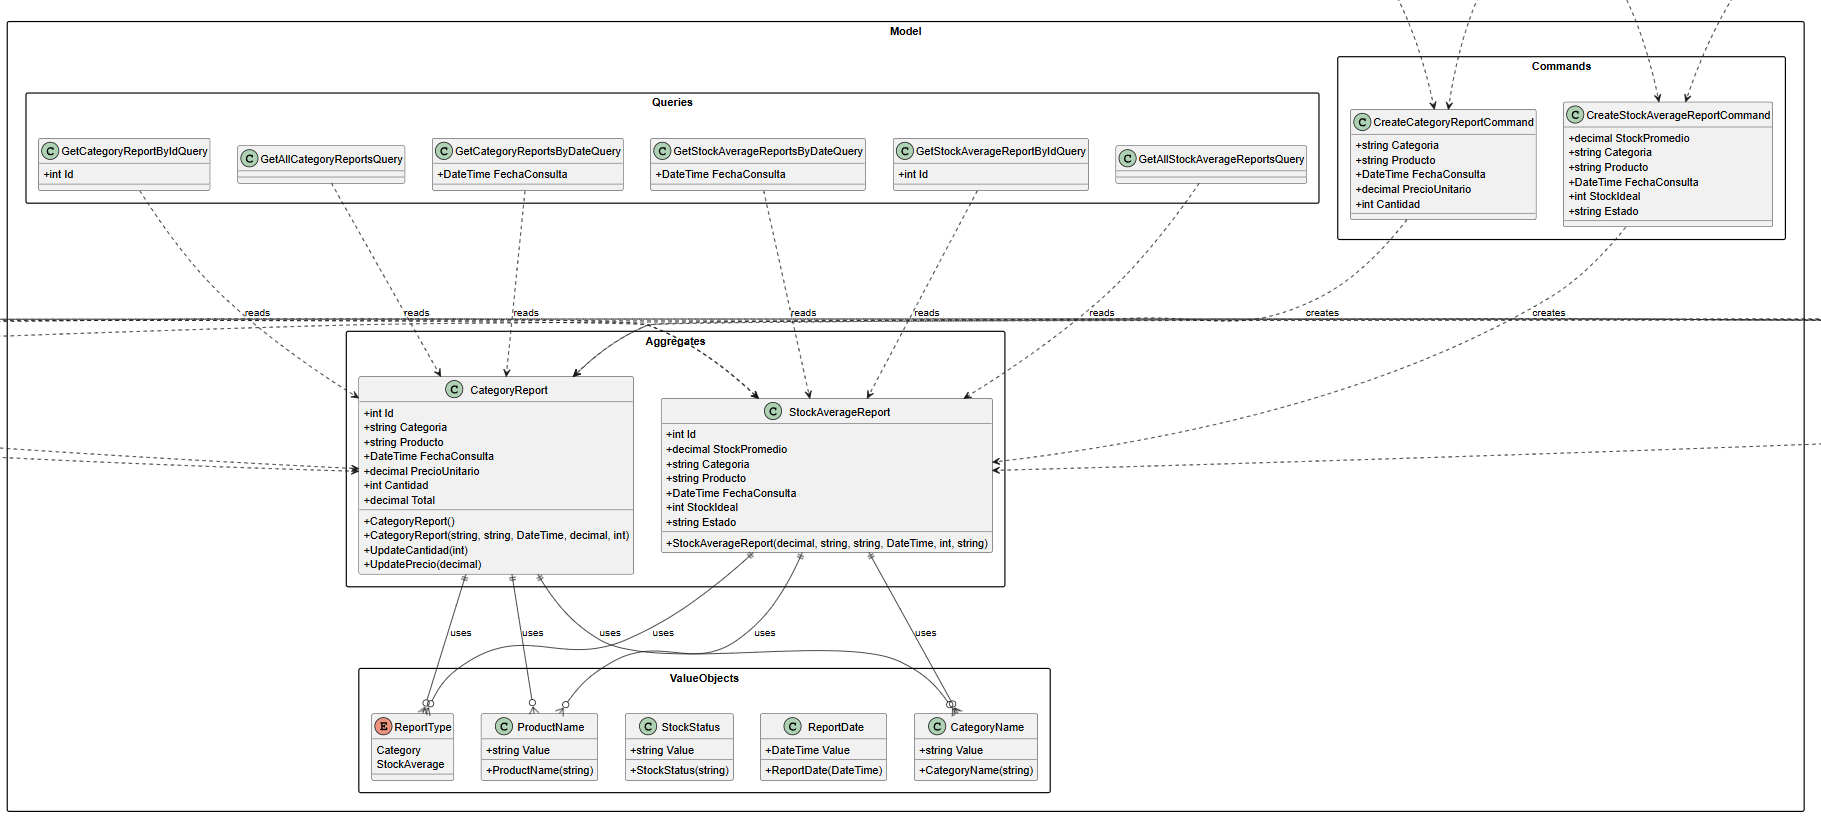 Model
Commands
Queries
C CreateCategoryReportCommand
+string Categoria
+string Producto
+DateTime FechaConsulta
+decimal PrecioUnitario
+int Cantidad
C CreateStockAverageReportCommand
+decimal StockPromedio
+string Categoria
+string Producto
+DateTime FechaConsulta
+int StockIdeal
+string Estado
C GetCategoryReportByIdQuery
+int Id
C GetAllCategoryReportsQuery
C GetCategoryReportsByDateQuery
+DateTime FechaConsulta
C GetStockAverageReportsByDateQuery
+DateTime FechaConsulta
C GetStockAverageReportByIdQuery
+int Id
C GetAllStockAverageReportsQuery
reads
reads
reads
reads
reads
reads
creates
creates
Aggregates
C CategoryReport
+int Id
+string Categoria
+string Producto
+DateTime FechaConsulta
+decimal PrecioUnitario
+int Cantidad
+decimal Total
+CategoryReport()
+CategoryReport(string, string, DateTime, decimal, int)
+UpdateCantidad(int)
+UpdatePrecio(decimal)
C StockAverageReport
+int Id
+decimal StockPromedio
+string Categoria
+string Producto
+DateTime FechaConsulta
+int StockIdeal
+string Estado
+StockAverageReport(decimal, string, string, DateTime, int, string)
uses
uses
uses
uses
uses
uses
ValueObjects
E ReportType
Category
StockAverage
C ProductName
+string Value
+ProductName(string)
C StockStatus
+string Value
+StockStatus(string)
C ReportDate
+DateTime Value
+ReportDate(DateTime)
C CategoryName
+string Value
+CategoryName(string)